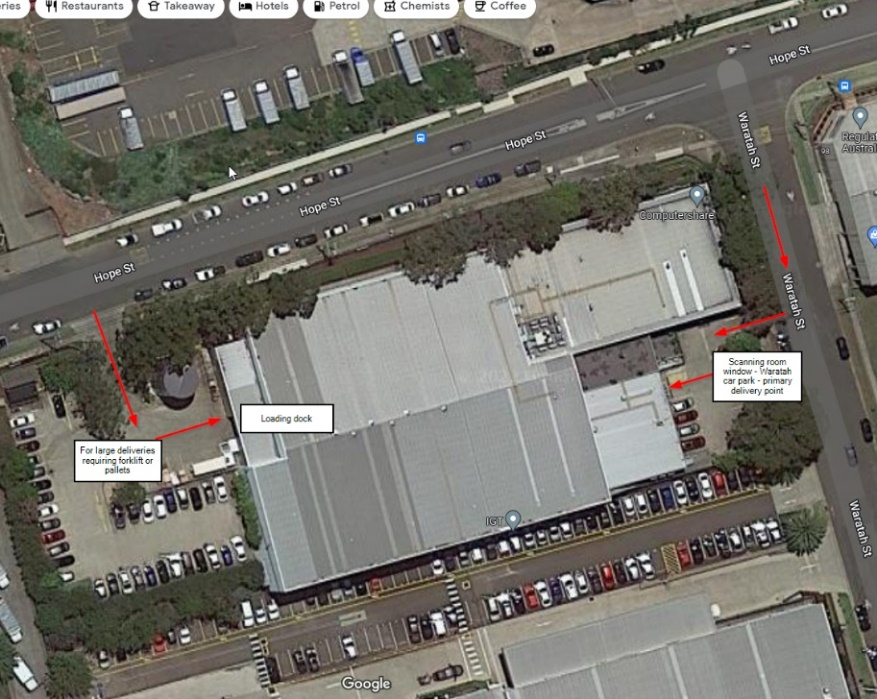 eries
Restaurants
Takeaway
Hotels
Petrol
Chemists
Coffee
Hope St
Hope St
Waratah St
Hope St
Computershare
Hope St
Waratah St
Scanning room
window - Waratah
car park - primary
delivery point
Loading dock
For large deliveries
requiring forklift or
pallets
IGT
Waratah St
Google